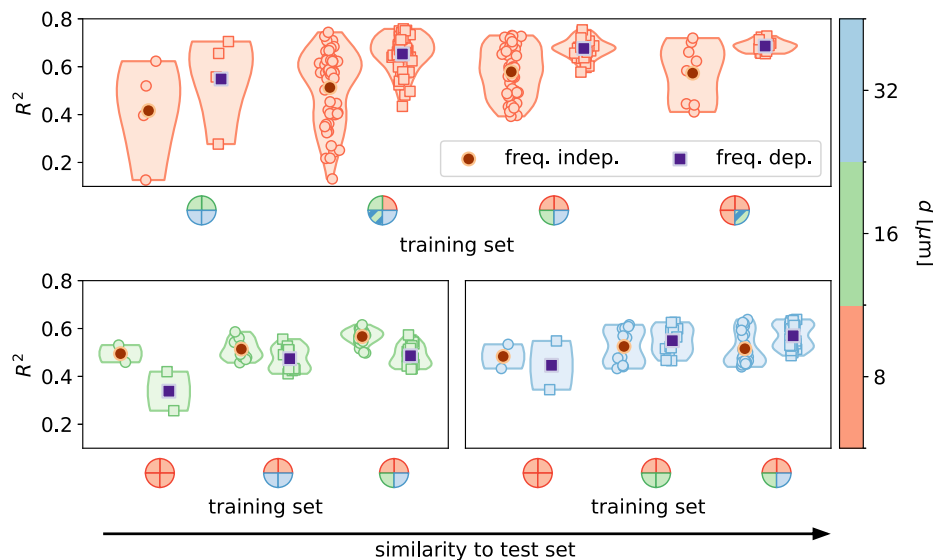 0.8
0.6
0.4
0.2
R²
freq. indep.
freq. dep.
training set
32
16
8
d [μm]
0.8
0.6
0.4
0.2
R²
training set
training set
similarity to test set